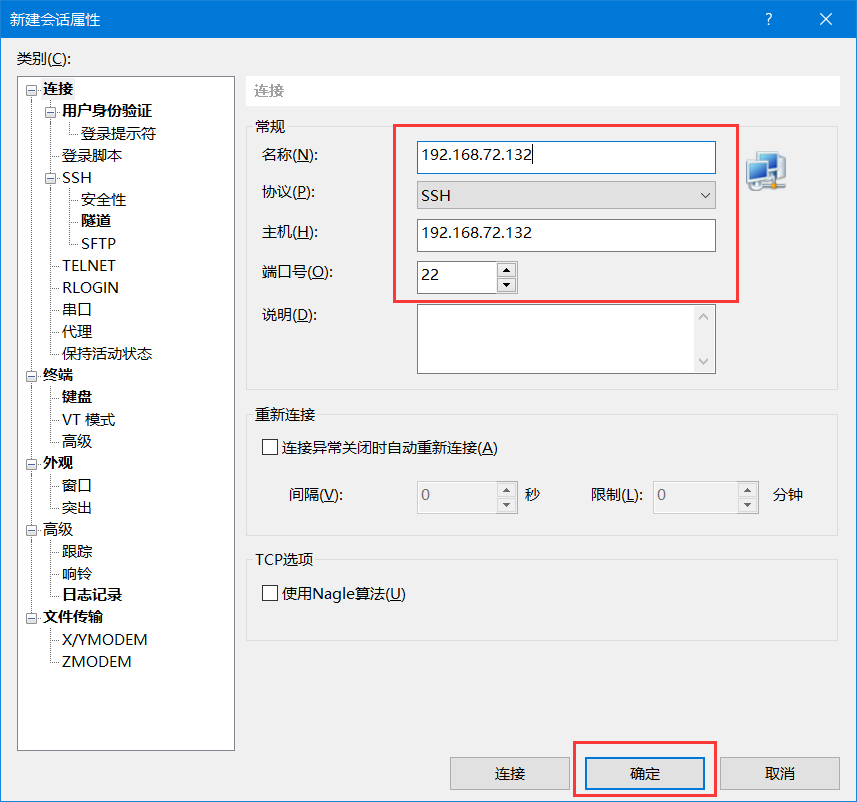 新建会话属性
?
类别(C):
连接
用户身份验证
登录提示符
登录脚本
SSH
安全性
隧道
SFTP
TELNET
RLOGIN
串口
代理
保持活动状态
终端
键盘
VT 模式
高级
外观
窗口
突出
高级
跟踪
响铃
日志记录
文件传输
X/YMODEM
ZMODEM
连接
常规
名称(N): 192.168.72.132
协议(P): SSH
主机(H): 192.168.72.132
端口号(O): 22
说明(D):
重新连接
连接异常关闭时自动重新连接(A)
间隔(V): 0 秒 限制(L): 0 分钟
TCP选项
使用Nagle算法(U)
连接 确定 取消